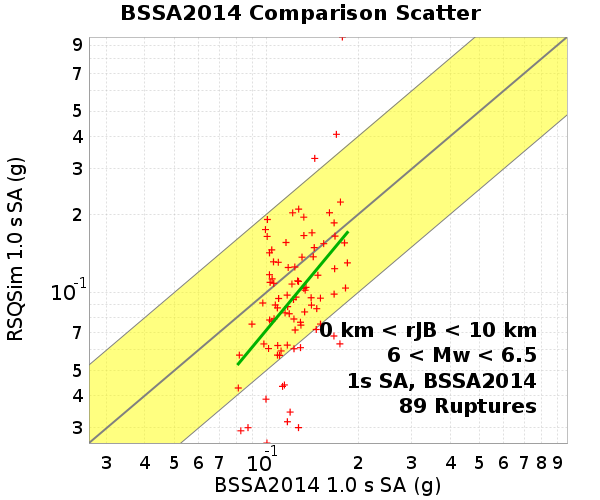 BSSA2014 Comparison Scatter
RSQSim 1.0 s SA (g)
9
7
5
4
3
2
10-1
7
5
4
3
0 km < rJB < 10 km
6 < Mw < 6.5
1s SA, BSSA2014
89 Ruptures
3 4 5 6 7 10-1 2 3 4 5 6 7 8 9
BSSA2014 1.0 s SA (g)